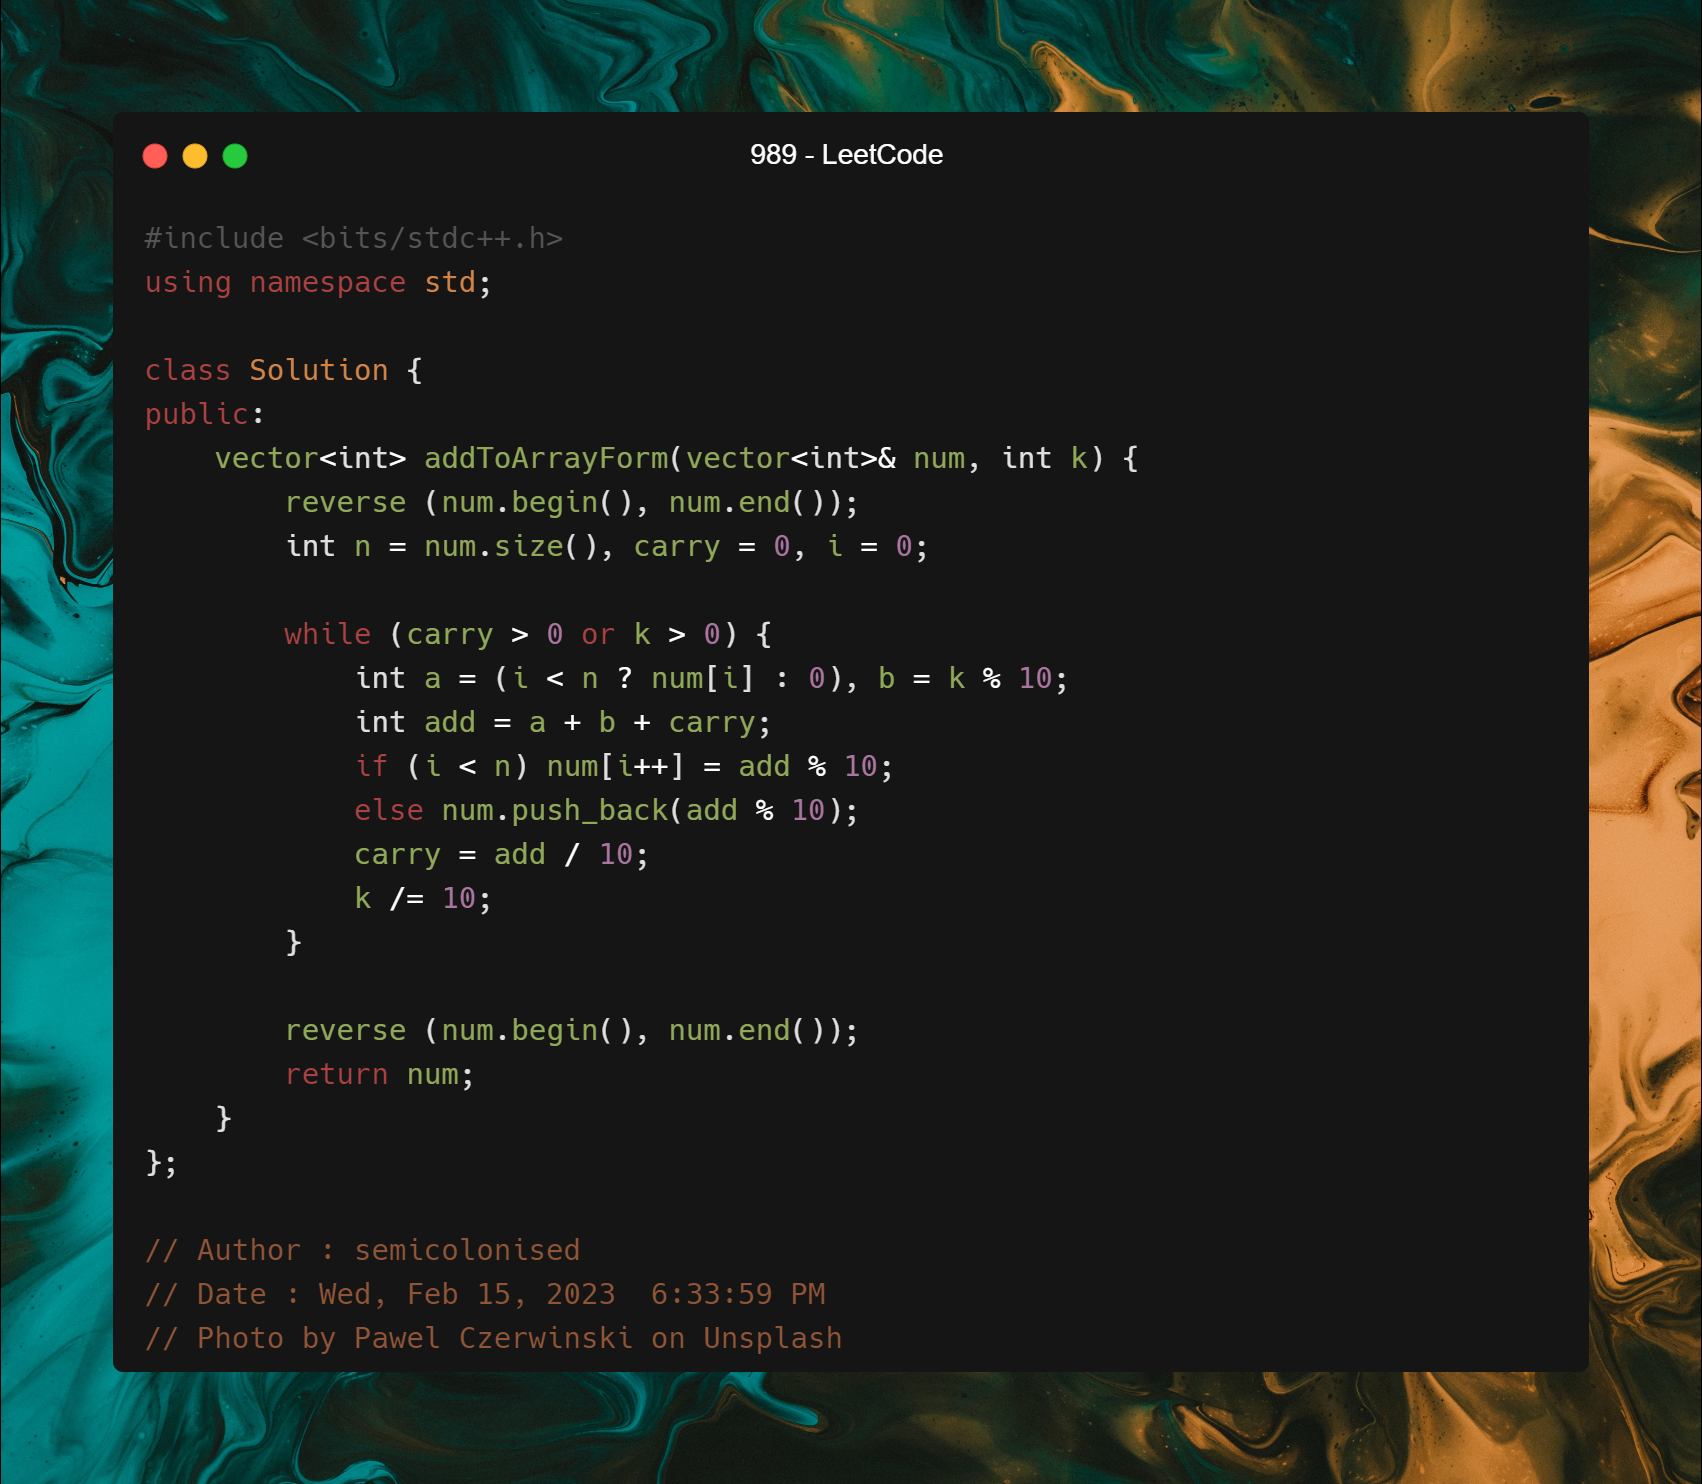 989 - LeetCode
#include <bits/stdc++.h>
using namespace std;

class Solution {
public:
    vector<int> addToArrayForm(vector<int>& num, int k) {
        reverse (num.begin(), num.end());
        int n = num.size(), carry = 0, i = 0;

        while (carry > 0 or k > 0) {
            int a = (i < n ? num[i] : 0), b = k % 10;
            int add = a + b + carry;
            if (i < n) num[i++] = add % 10;
            else num.push_back(add % 10);
            carry = add / 10;
            k /= 10;
        }

        reverse (num.begin(), num.end());
        return num;
    }
};

// Author : semicolonised
// Date : Wed, Feb 15, 2023  6:33:59 PM
// Photo by Pawel Czerwinski on Unsplash